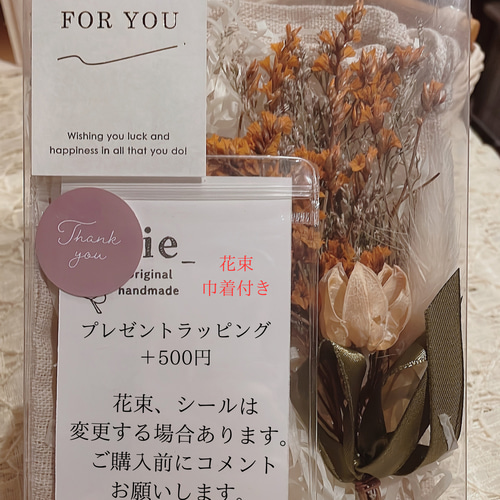 FOR YOU
Wishing you luck and
happiness in all that you do!
Thank
you
ie_
original
handmade
花束
巾着付き
プレゼントラッピング
＋500円
花束、シールは
変更する場合あります。
ご購入前にコメント
お願いします。